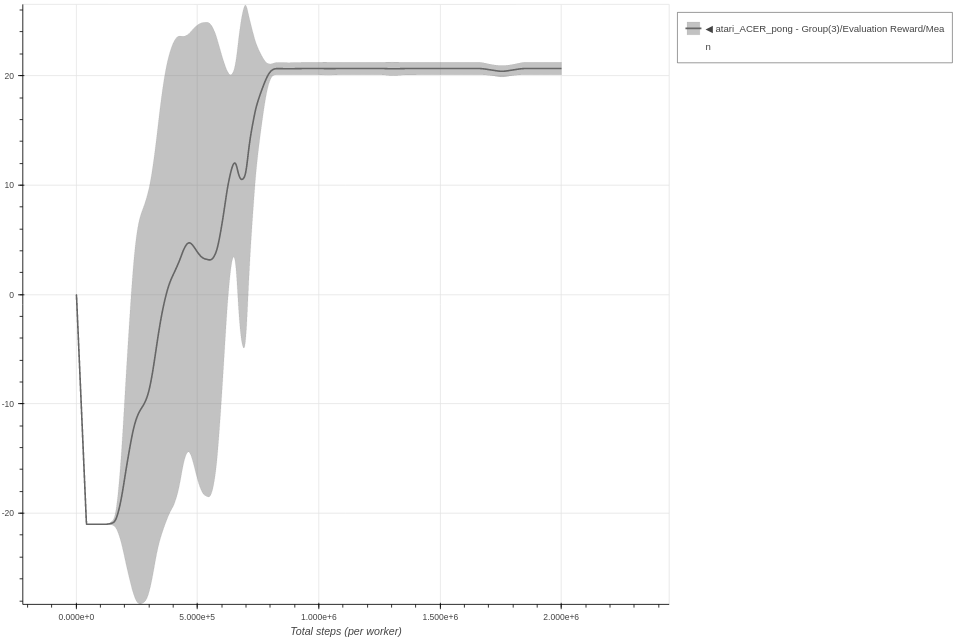 ◀ atari_ACER_pong - Group(3)/Evaluation Reward/Mea
n
20
10
0
-10
-20
0.000e+0 5.000e+5 1.000e+6 1.500e+6 2.000e+6
Total steps (per worker)